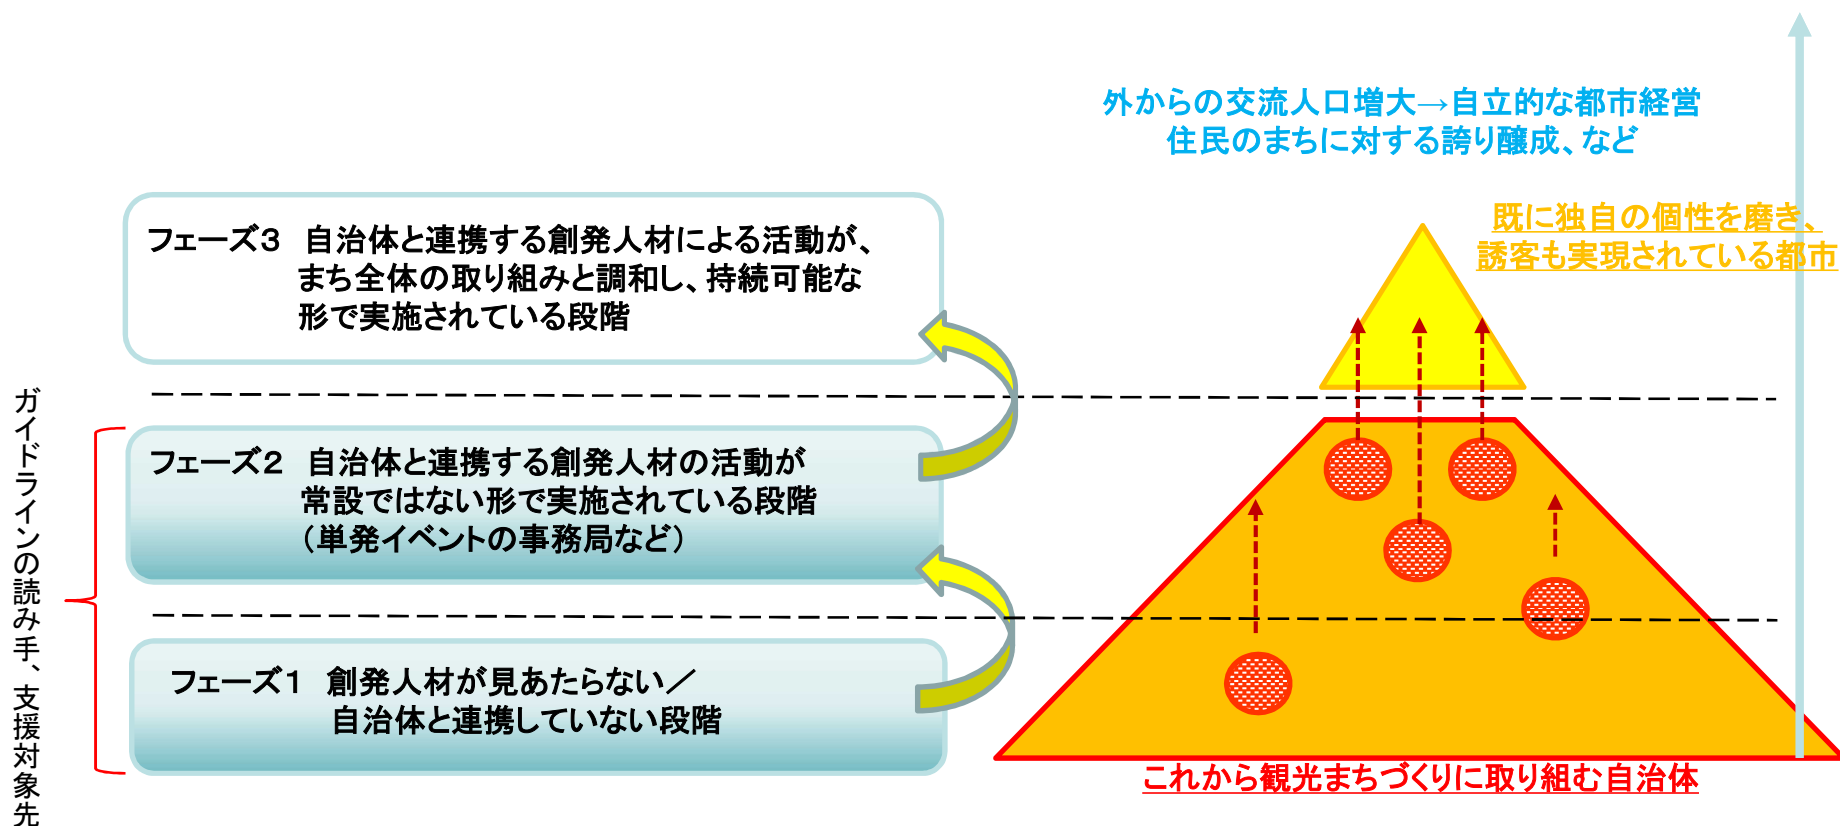 外からの交流人口増大→自立的な都市経営
住民のまちに対する誇り醸成、など
既に独自の個性を磨き、
誘客も実現されている都市
フェーズ３　自治体と連携する創発人材による活動が、
まち全体の取り組みと調和し、持続可能な
形で実施されている段階
ガイドラインの読み手、支援対象先
フェーズ２　自治体と連携する創発人材の活動が
常設ではない形で実施されている段階
（単発イベントの事務局など）
フェーズ１　創発人材が見あたらない／
自治体と連携していない段階
これから観光まちづくりに取り組む自治体